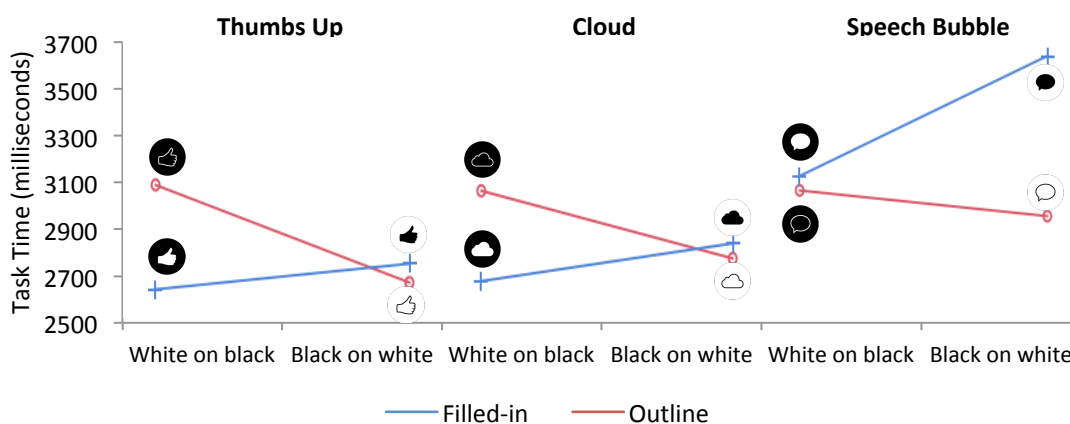 Thumbs Up Cloud Speech Bubble
Task Time (milliseconds)
3700
3500
3300
3100
2900
2700
2500
White on black Black on white White on black Black on white White on black Black on white
Filled-in Outline